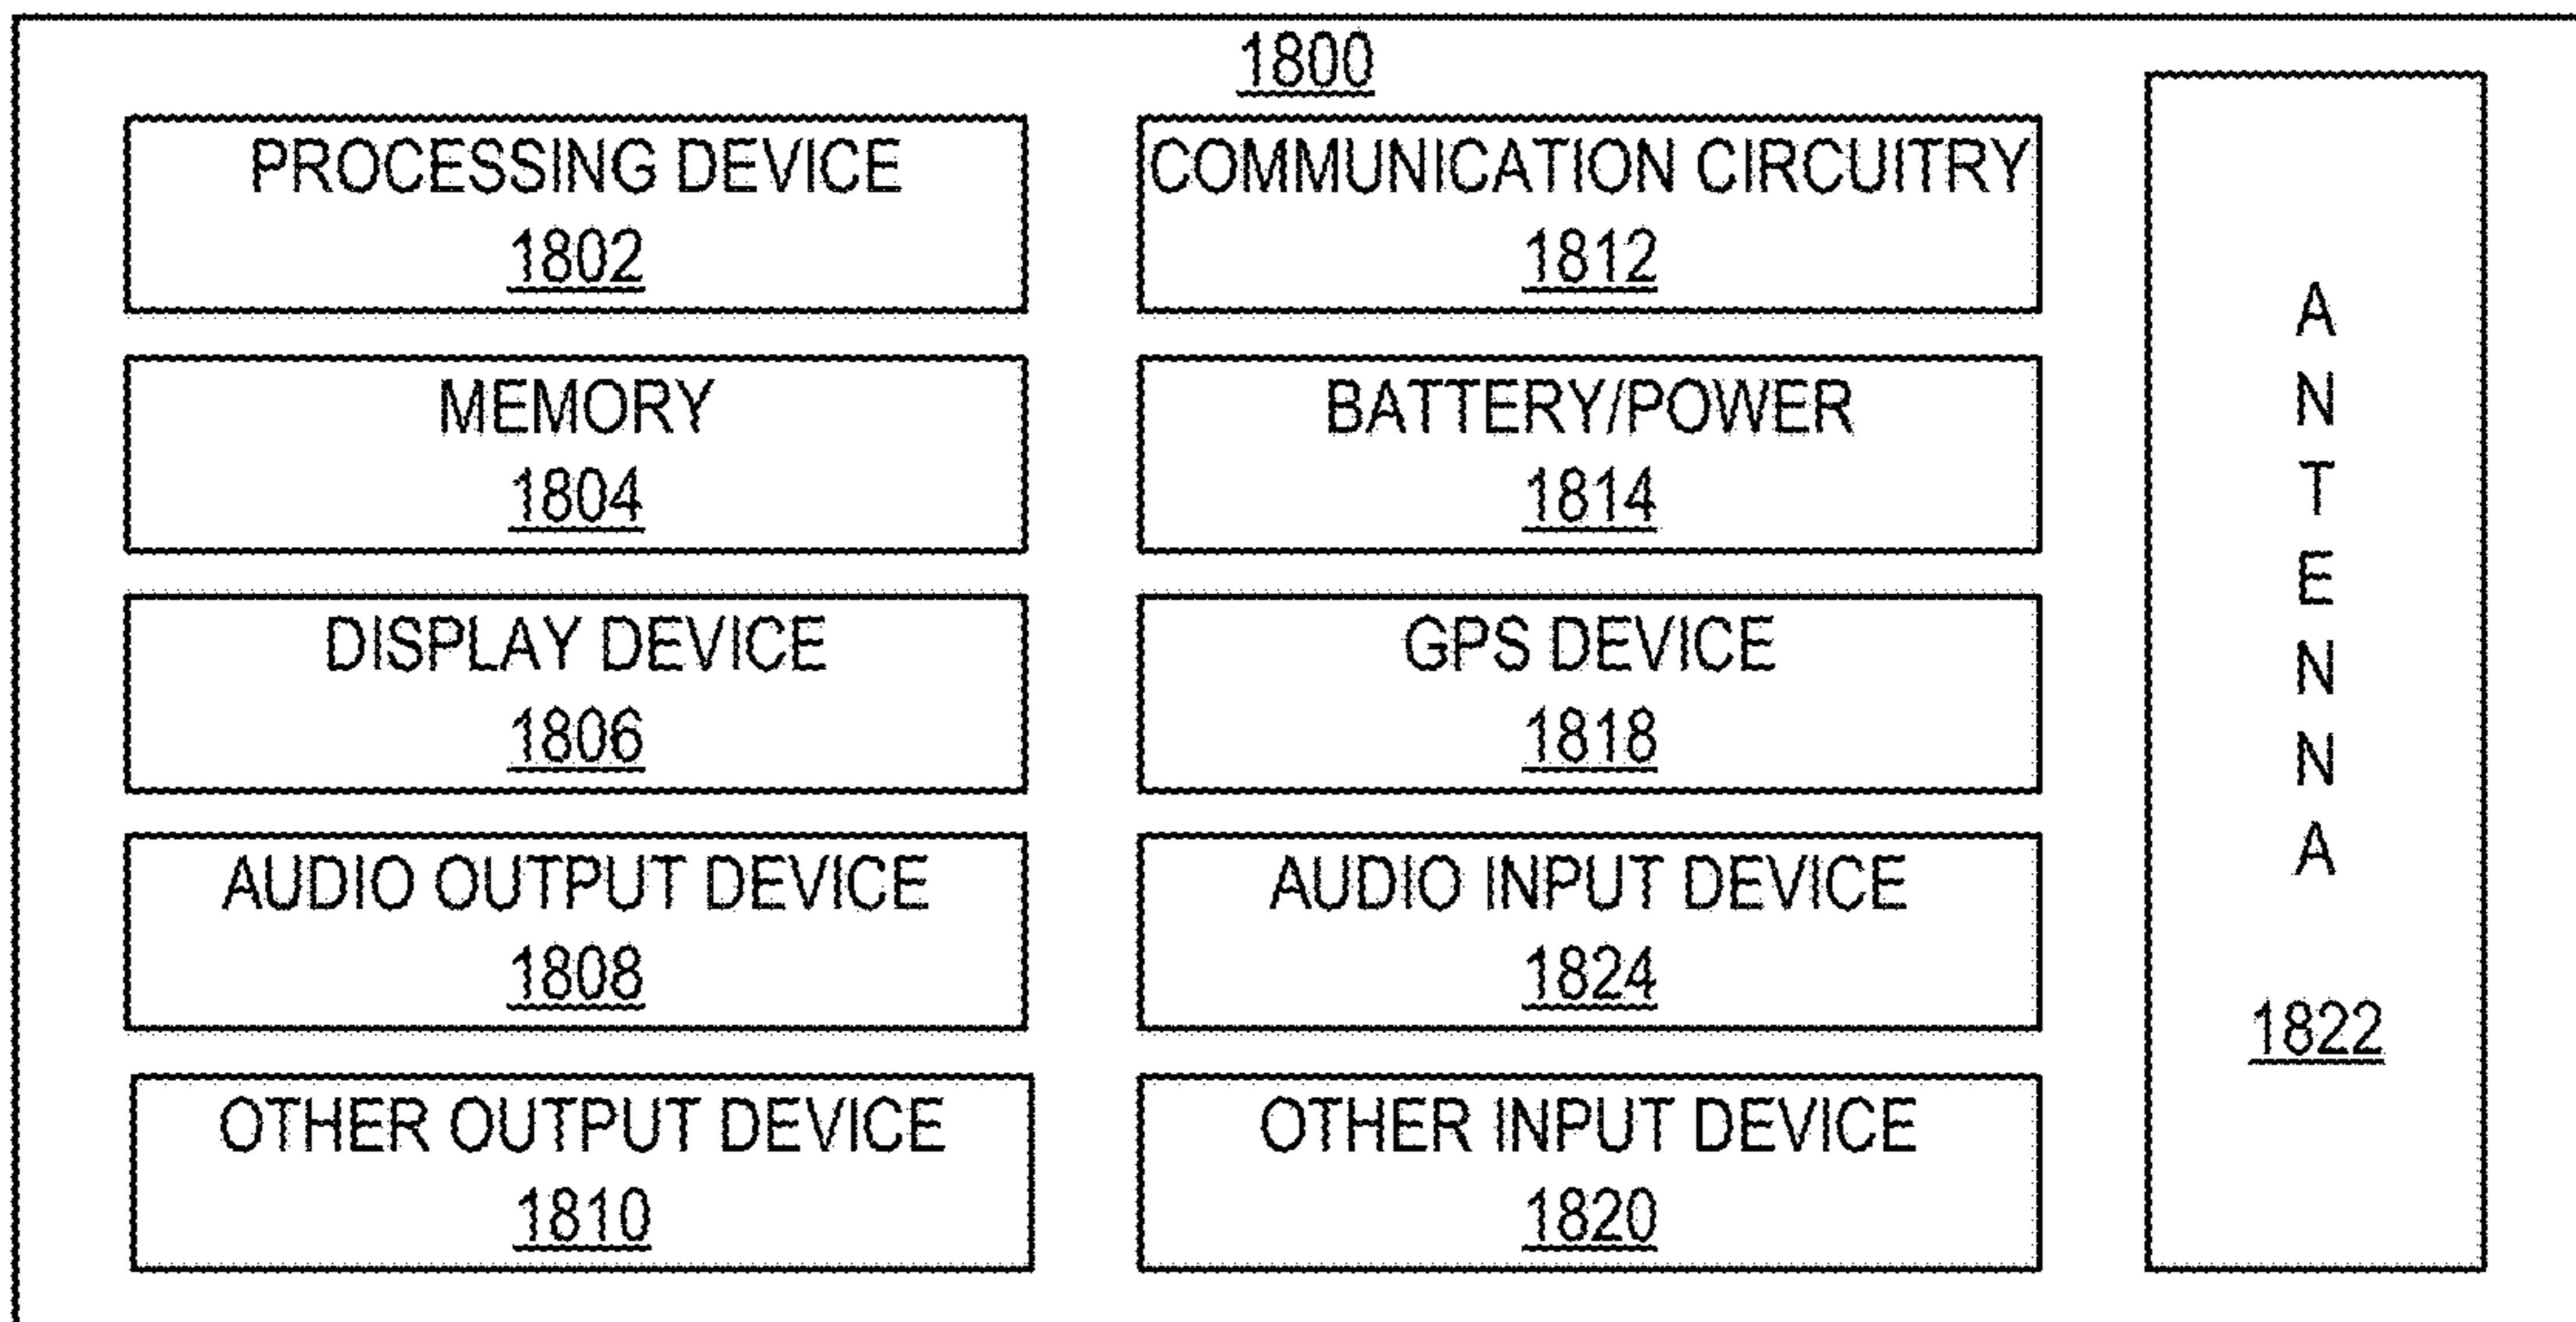 1800
PROCESSING DEVICE
1802
MEMORY
1804
DISPLAY DEVICE
1806
AUDIO OUTPUT DEVICE
1808
OTHER OUTPUT DEVICE
1810
COMMUNICATION CIRCUITRY
1812
BATTERY/POWER
1814
GPS DEVICE
1818
AUDIO INPUT DEVICE
1824
OTHER INPUT DEVICE
1820
ANTENNA
1822